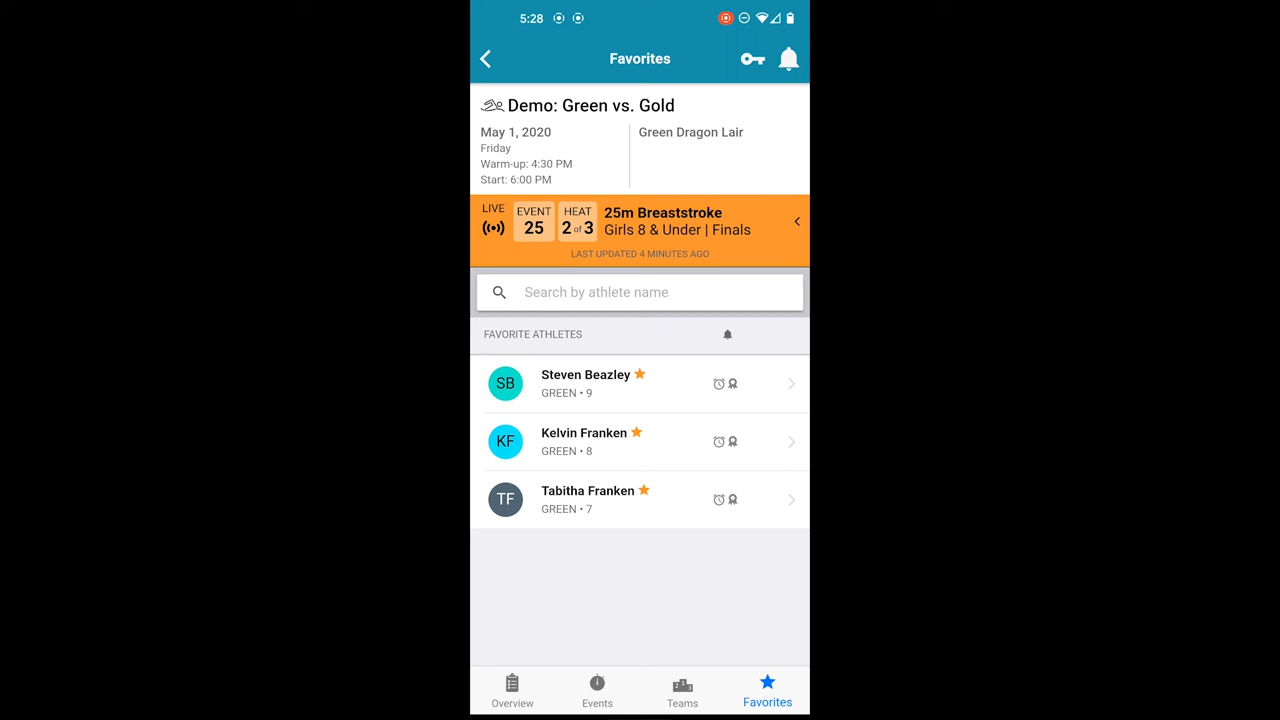 5:28
Favorites
Demo: Green vs. Gold
May 1, 2020
Friday
Warm-up: 4:30 PM
Start: 6:00 PM
Green Dragon Lair
LIVE
EVENT
25
HEAT
2 of 3
25m Breaststroke
Girls 8 & Under | Finals
LAST UPDATED 4 MINUTES AGO
Search by athlete name
FAVORITE ATHLETES
SB
Steven Beazley
GREEN • 9
KF
Kelvin Franken
GREEN • 8
TF
Tabitha Franken
GREEN • 7
Overview
Events
Teams
Favorites